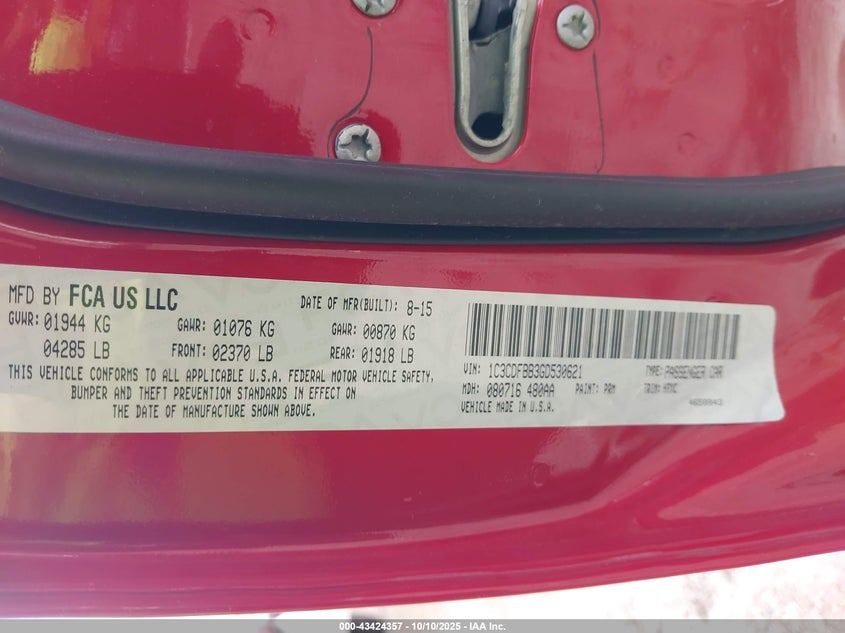 MFD BY FCA US LLC DATE OF MFR(BUILT): 8-15
GVWR: 01944 KG GAWR: 01076 KG GAWR: 00870 KG
04285 LB FRONT: 02370 LB REAR: 01918 LB
THIS VEHICLE CONFORMS TO ALL APPLICABLE U.S.A. FEDERAL MOTOR VEHICLE SAFETY,
BUMPER AND THEFT PREVENTION STANDARDS IN EFFECT ON
THE DATE OF MANUFACTURE SHOWN ABOVE.
VIN: 1C3CDFBB3GD530621 TYPE: PASSENGER CAR
MDH: 080716 480AA PAINT: PRM TRIM:
VEHICLE MADE IN U.S.A.
000-43424357 - 10/10/2025 - IAA Inc.